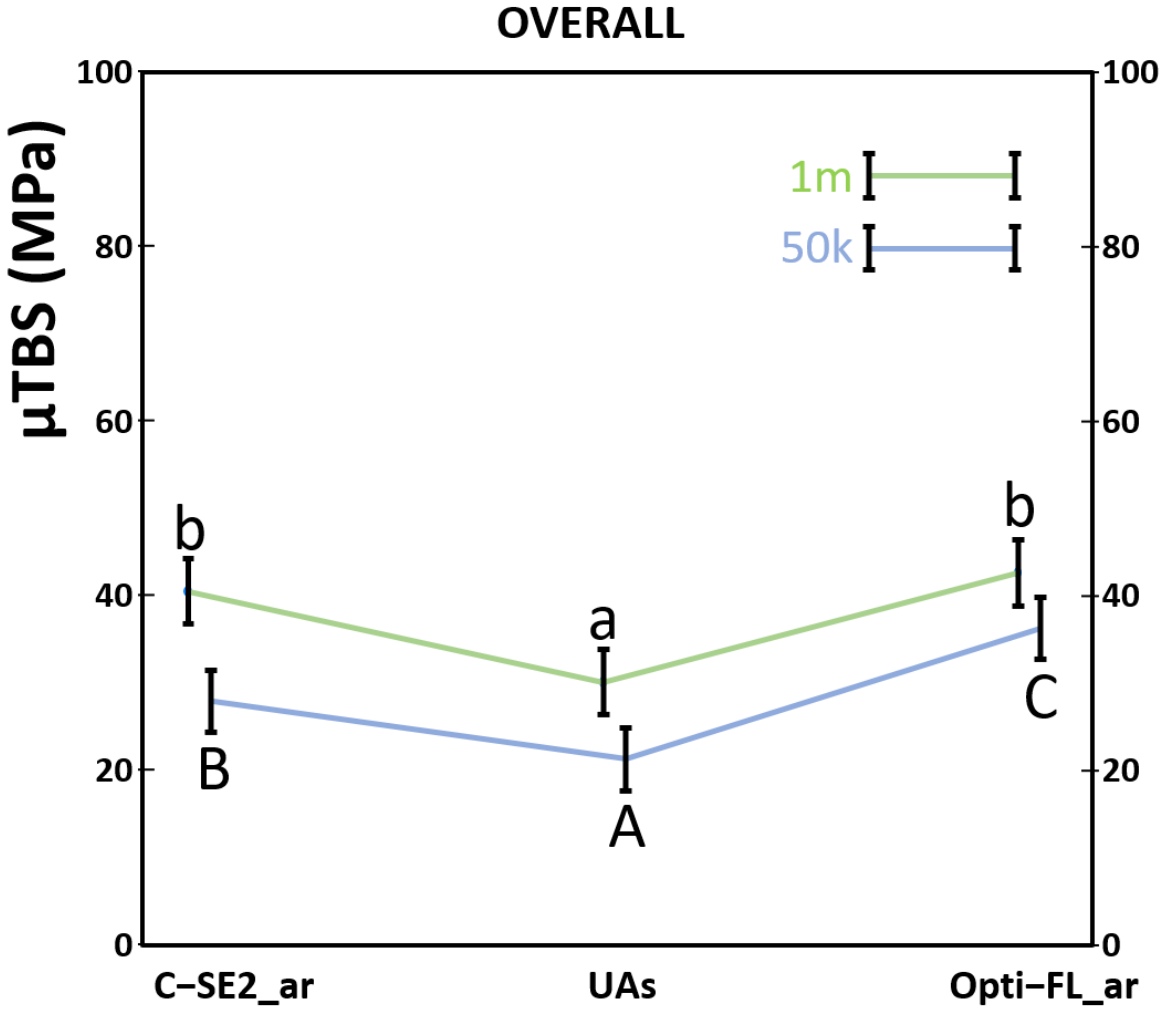 OVERALL
µTBS (MPa)
100
80
60
40
20
0
100
80
60
40
20
0
1m
50k
b
a
b
B
A
C
C–SE2_ar
UAs
Opti–FL_ar